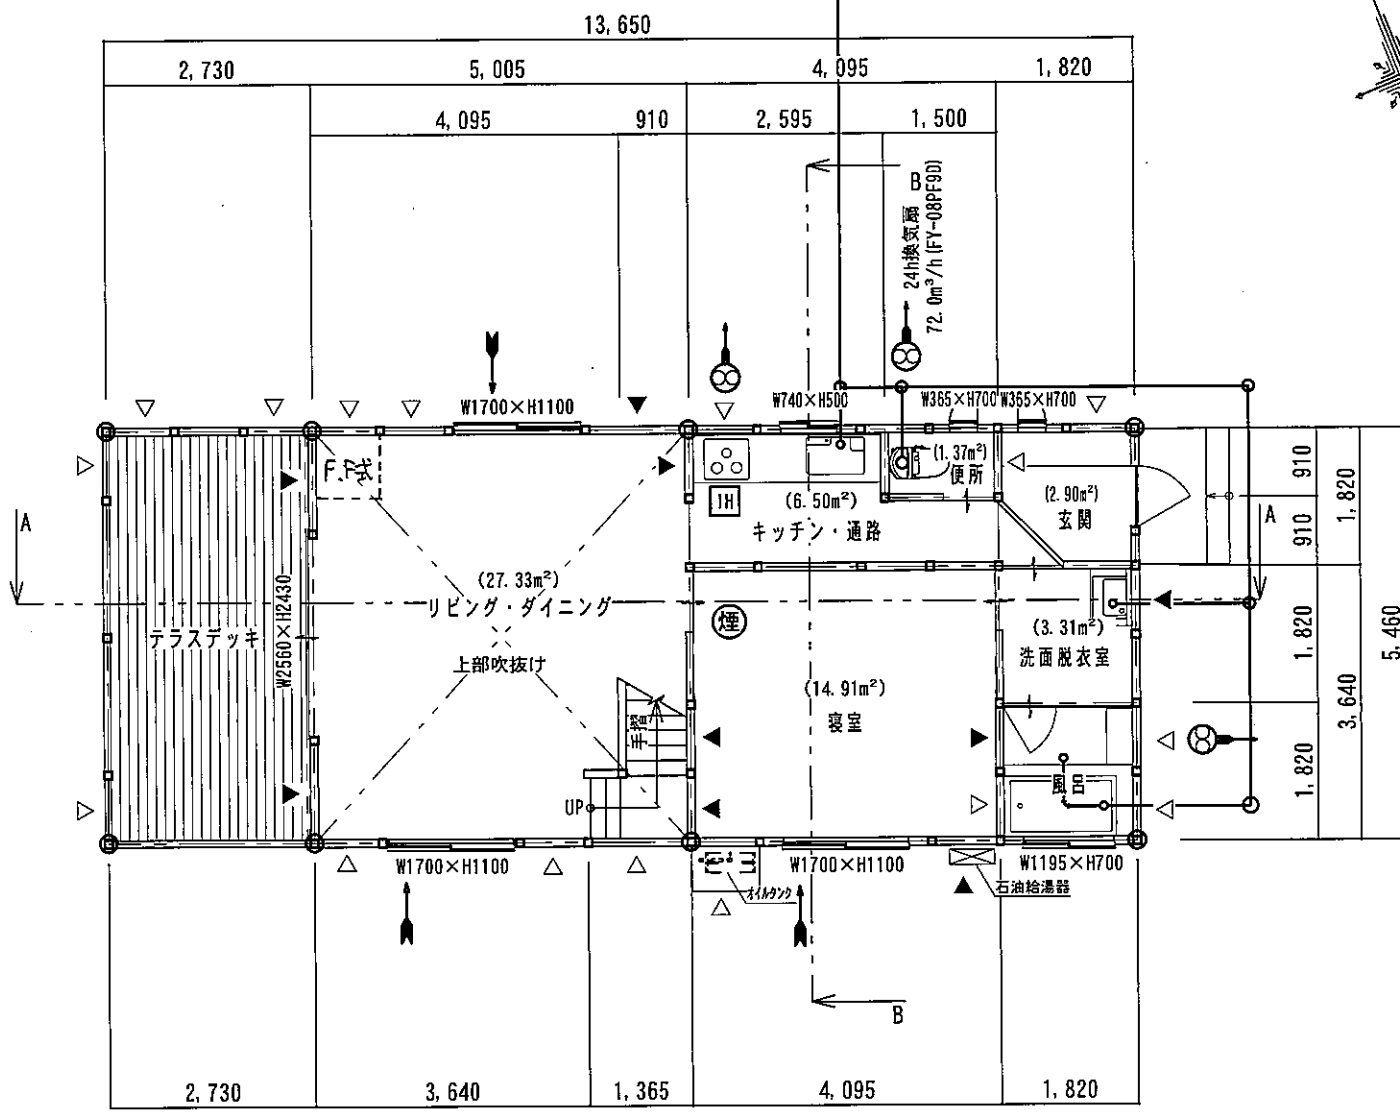 13,650
2,730 5,005 4,095 1,820
4,095 910 2,595 1,500
B
24h換気扇
72.0m³/h(FY-08PF9D)
W1700×H1100 W740×H500 W365×H700 W365×H700
F.F式
IH
(6.50m²)
キッチン・通路
(1.37m²)
便所
(2.90m²)
玄関
910
910
1,820
A
A
(27.33m²)
リビング・ダイニング
上部吹抜け
テラスデッキ
W2560×H2430
煙
(3.31m²)
洗面脱衣室
1,820
1,820
3,640
5,460
(14.91m²)
寝室
手摺
UP
風呂
W1700×H1100 オイルタンク W1700×H1100 W1195×H700
石油給湯器
B
2,730 3,640 1,365 4,095 1,820